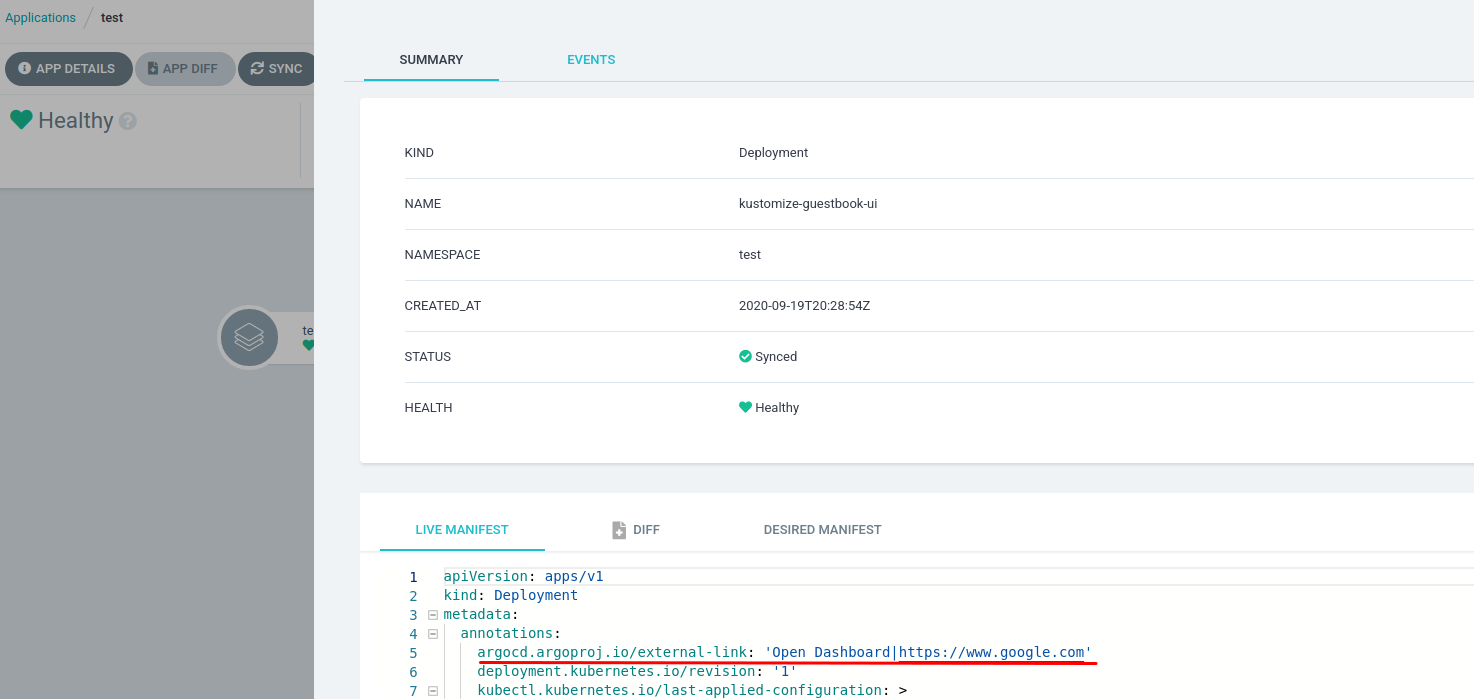 Applications / test
APP DETAILS APP DIFF SYNC
Healthy ?
te
SUMMARY EVENTS
KIND Deployment
NAME kustomize-guestbook-ui
NAMESPACE test
CREATED_AT 2020-09-19T20:28:54Z
STATUS Synced
HEALTH Healthy
LIVE MANIFEST DIFF DESIRED MANIFEST
1 apiVersion: apps/v1
2 kind: Deployment
3 metadata:
4 annotations:
5 argocd.argoproj.io/external-link: 'Open Dashboard|https://www.google.com'
6 deployment.kubernetes.io/revision: '1'
7 kubectl.kubernetes.io/last-applied-configuration: >